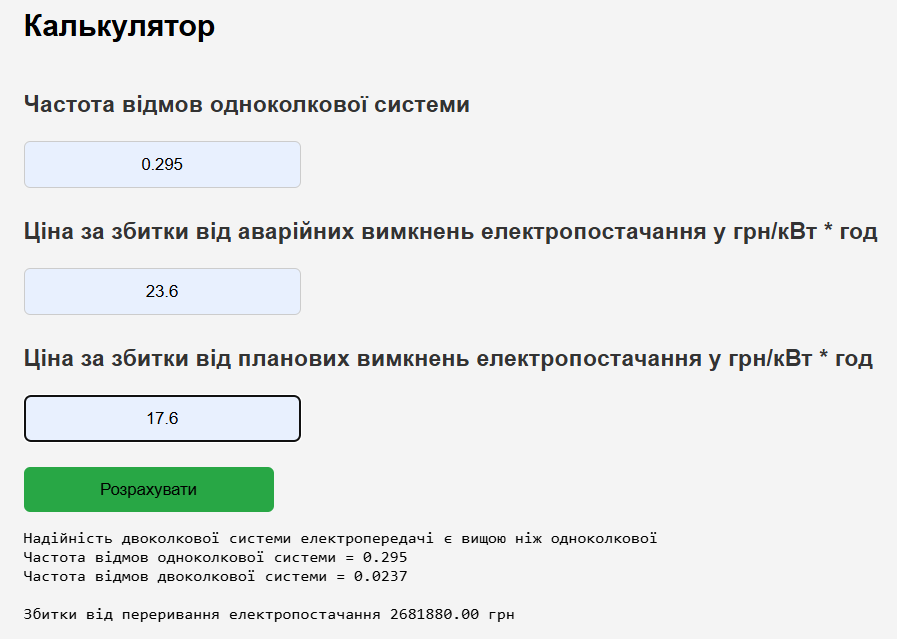 Калькулятор
Частота відмов одноколкової системи
0.295
Ціна за збитки від аварійних вимкнень електропостачання у грн/кВт * год
23.6
Ціна за збитки від планових вимкнень електропостачання у грн/кВт * год
17.6
Розрахувати
Надійність двоколкової системи електропередачі є вищою ніж одноколкової
Частота відмов одноколкової системи = 0.295
Частота відмов двоколкової системи = 0.0237
Збитки від переривання електропостачання 2681880.00 грн